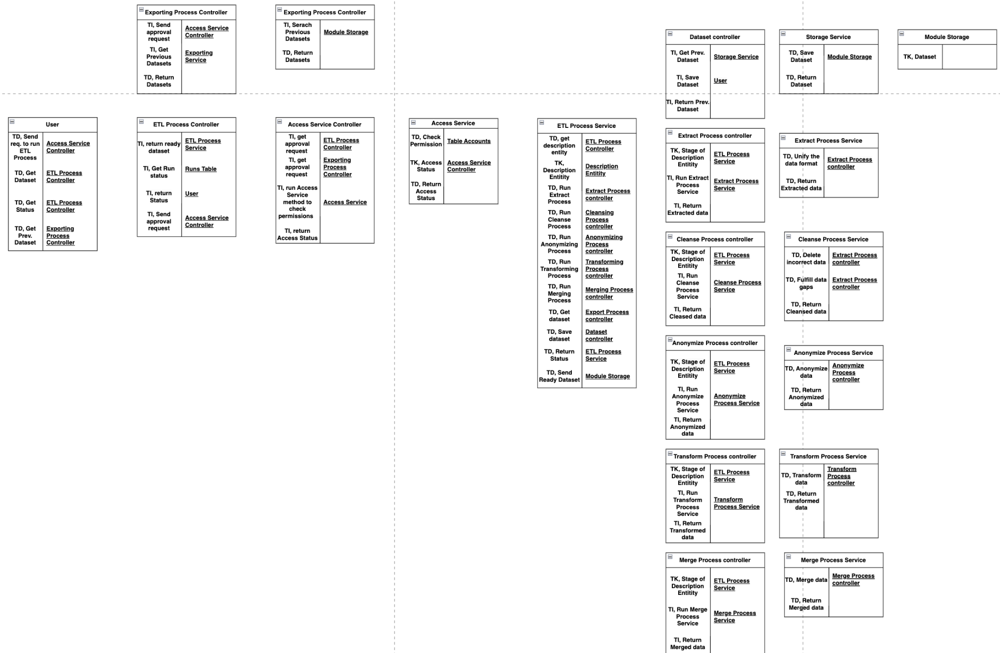 Exporting Process Controller
TI, Send
approval
request
Access Service
Controller
TI, Get
Previous
Datasets
Exporting
Service
TD, Return
Datasets
Exporting Process Controller
TI, Serach
Previous
Datasets
Module Storage
TD, Return
Datasets
Dataset controller
TI, Get Prev.
Dataset
Storage Service
TI, Save
Dataset
User
TI, Return Prev.
Dataset
Storage Service
TD, Save
Dataset
Module Storage
TD, Return
Dataset
Module Storage
TK, Dataset
User
TD, Send
req. to run
ETL
Process
Access Service
Controller
TD, Get
Dataset
ETL Process
Controller
TD, Get
Status
ETL Process
Controller
TD, Get
Prev.
Dataset
Exporting
Process
Controller
ETL Process Controller
TI, return ready
dataset
ETL Process
Service
TI, Get Run
status
Runs Table
TI, return
Status
User
TI, Send
approval
request
Access Service
Controller
Access Service Controller
TI, get
approval
request
ETL Process
Controller
TI, get
approval
request
Exporting
Process
Controller
TI, run Access
Service
method to
check
permissions
Access Service
TI, return
Access Status
Access Service
TD, Check
Permission
Table Accounts
TK, Access
Status
Access Service
Controller
TD, Return
Access
Status
ETL Process Service
TD, get
description
entity
ETL Process
Controller
TK,
Description
Entitity
Description
Entitity
TD, Run
Extract
Process
Extract Process
controller
TD, Run
Cleanse
Process
Cleansing
Process
controller
TD, Run
Anonymizing
Process
Anonymizing
Process
controller
TD, Run
Transforming
Process
Transforming
Process
controller
TD, Run
Merging
Process
Merging Process
controller
TD, Get
dataset
Export Process
controller
TD, Save
dataset
Dataset
controller
TD, Return
Status
ETL Process
Service
TD, Send
Ready Dataset
Module Storage
Extract Process controller
TK, Stage of
Description
Entitity
ETL Process
Service
TI, Run Extract
Process
Service
Extract Process
Service
TI, Return
Extracted data
Extract Process Service
TD, Unify the
data format
Extract Process
controller
TD, Return
Extracted data
Cleanse Process controller
TK, Stage of
Description
Entitity
ETL Process
Service
TI, Run
Cleanse
Process
Service
Cleanse Process
Service
TI, Return
Cleased data
Cleanse Process Service
TD, Delete
incorrect data
Extract Process
controller
TD, Fulfill data
gaps
Extract Process
controller
TD, Return
Cleansed data
Anonymize Process controller
TK, Stage of
Description
Entitity
ETL Process
Service
TI, Run
Anonymize
Process
Service
Anonymize
Process Service
TI, Return
Anonymized
data
Anonymize Process Service
TD, Anonymize
data
Anonymize
Process
controller
TD, Return
Anonymized
data
Transform Process controller
TK, Stage of
Description
Entitity
ETL Process
Service
TI, Run
Transform
Process
Service
Transform
Process Service
TI, Return
Transformed
data
Transform Process Service
TD, Transform
data
Transform
Process
controller
TD, Return
Transformed
data
Merge Process controller
TK, Stage of
Description
Entitity
ETL Process
Service
TI, Run Merge
Process
Service
Merge Process
Service
TI, Return
Merged data
Merge Process Service
TD, Merge data
Merge Process
controller
TD, Return
Merged data